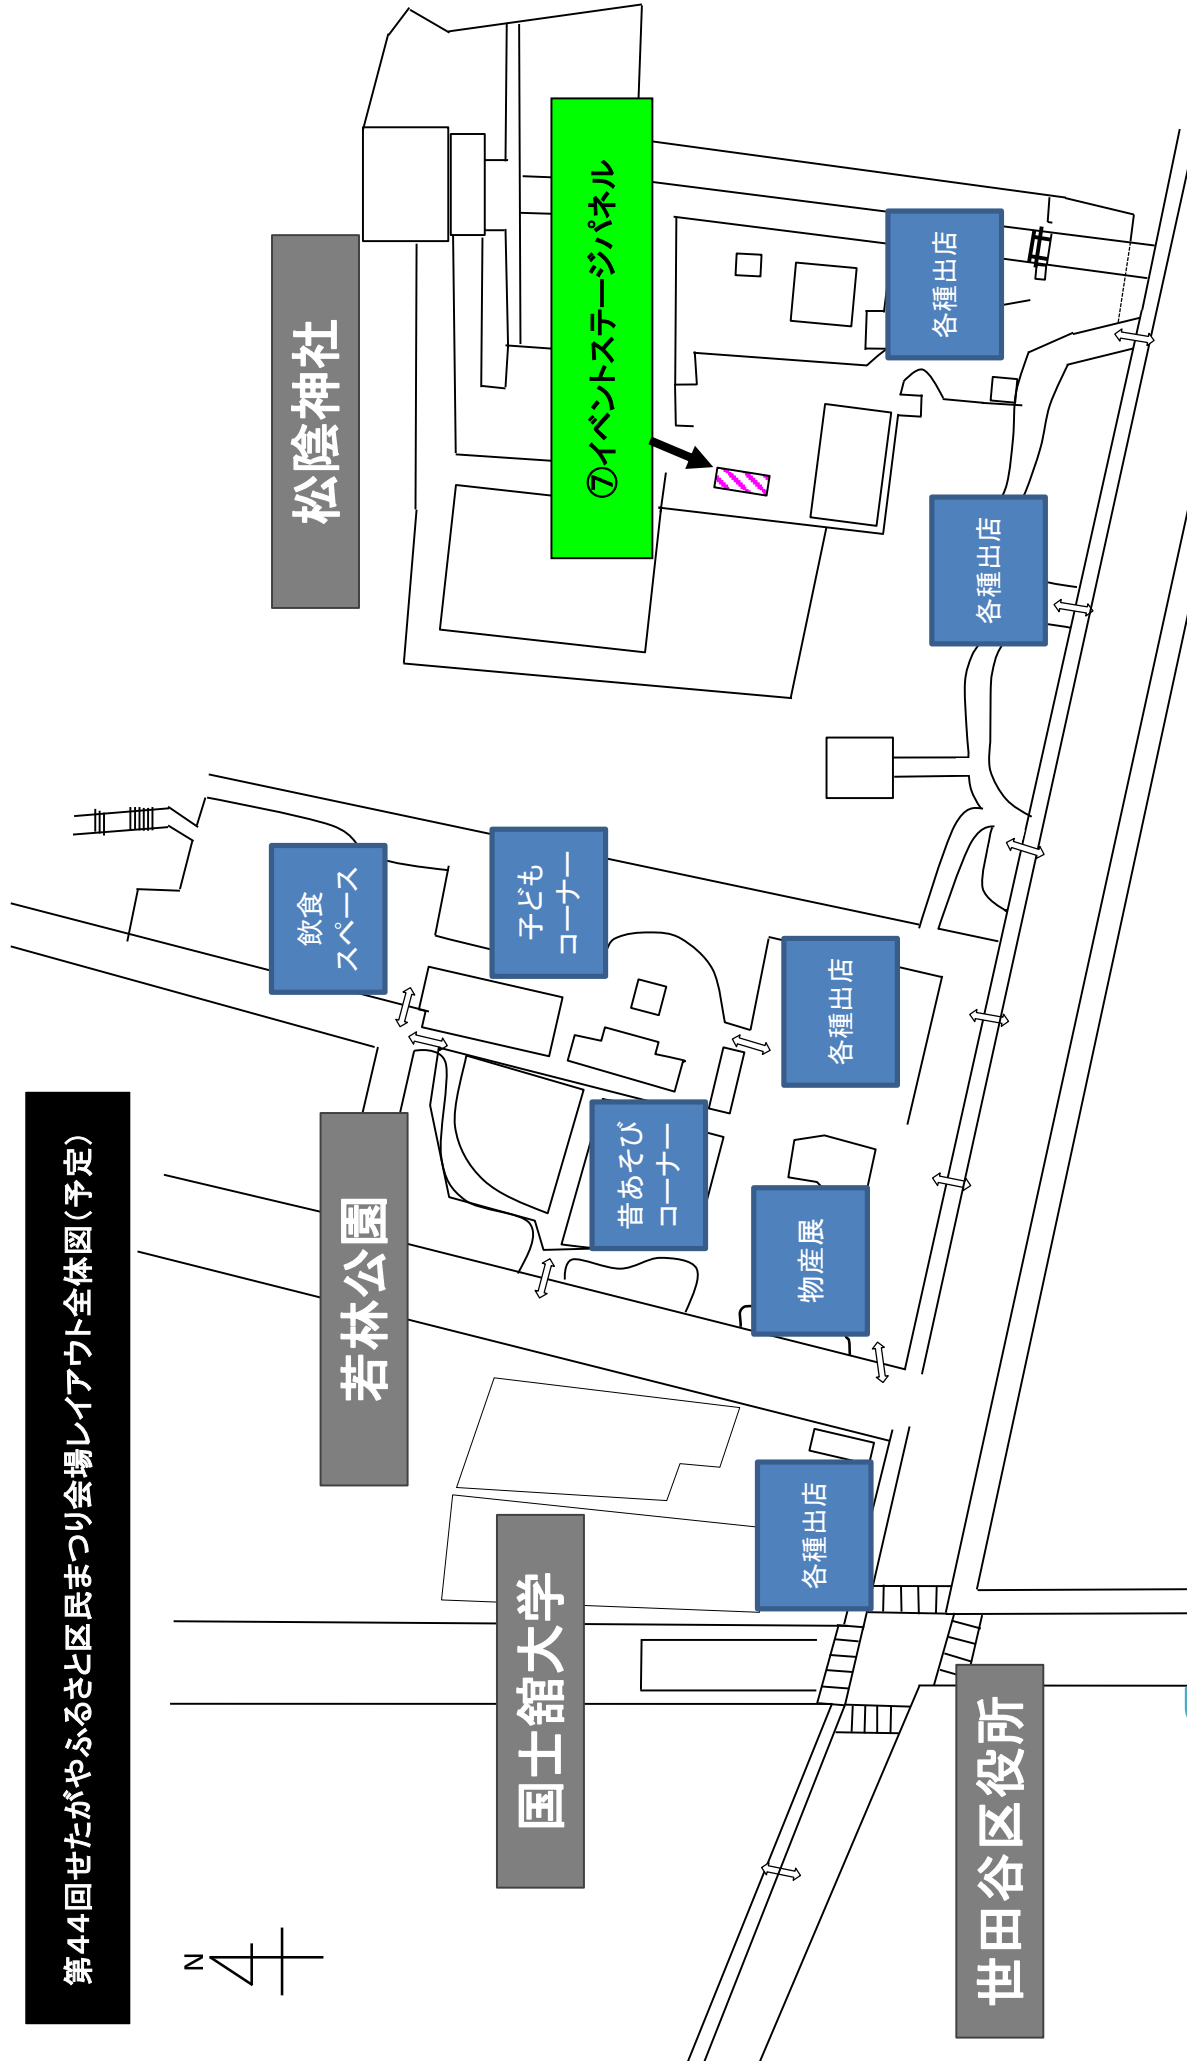 第44回せたがやふるさと区民まつり会場レイアウト全体図(予定)
N
松陰神社
若林公園
国士舘大学
世田谷区役所
⑦イベントステージパネル
飲食
スペース
子ども
コーナー
昔あそび
コーナー
物産展
各種出店
各種出店
各種出店
各種出店